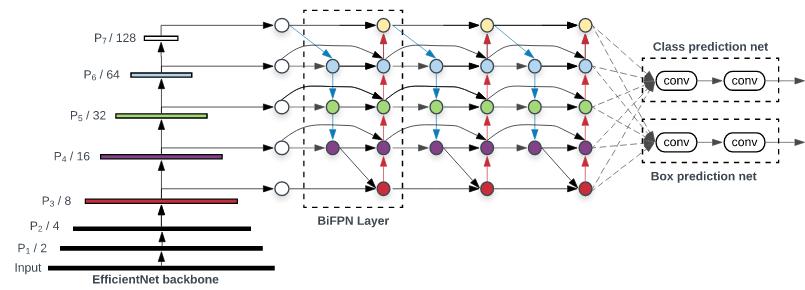 P7 / 128
P6 / 64
P5 / 32
P4 / 16
P3 / 8
P2 / 4
P1 / 2
Input
EfficientNet backbone
BiFPN Layer
Class prediction net
conv conv
conv conv
Box prediction net